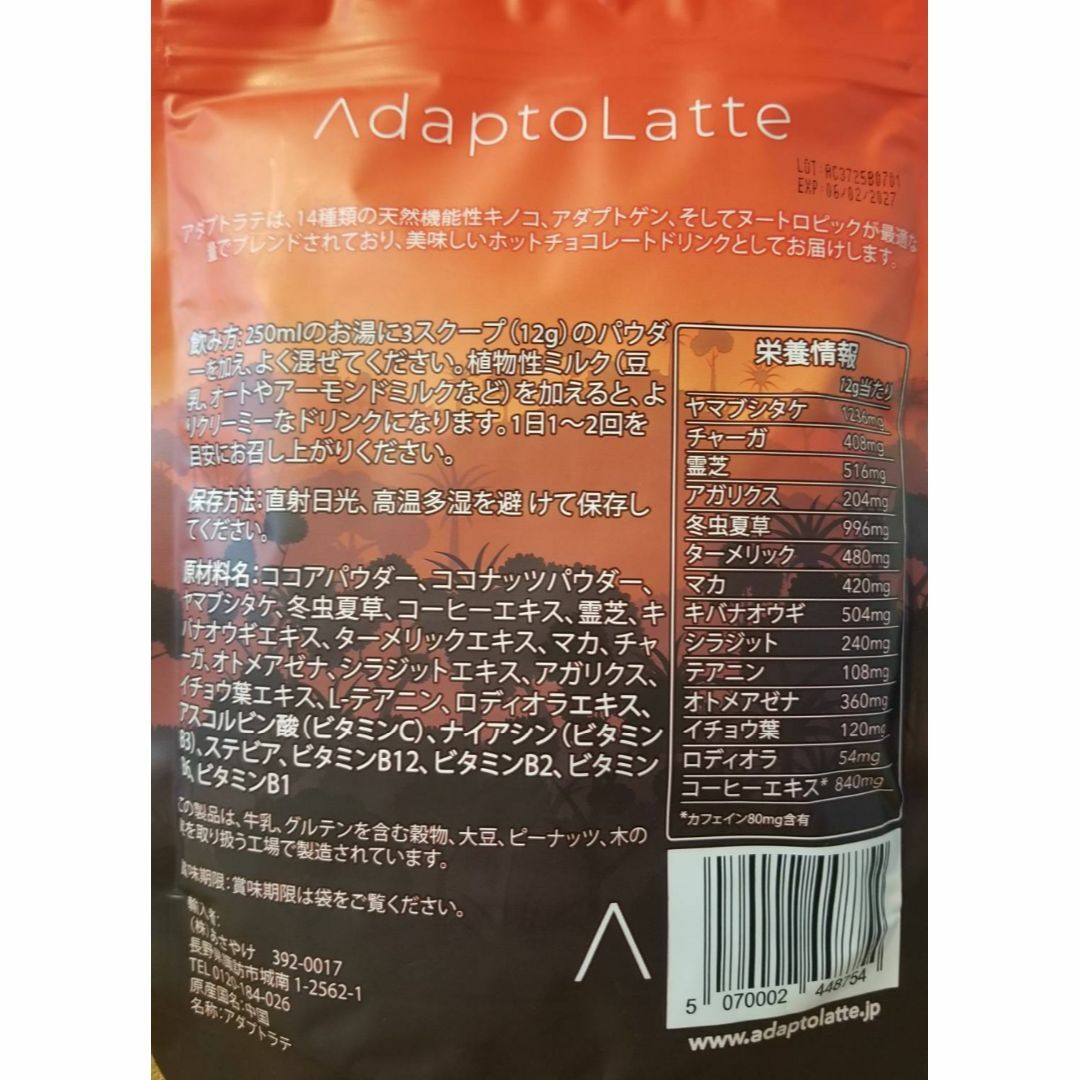 AdaptoLatte
LOT:AC372580701
EXP:06/02/2027
アダプトラテは、14種類の天然機能性キノコ、アダプトゲン、そしてヌートロピックが最適な
量でブレンドされており、美味しいホットチョコレートドリンクとしてお届けします。
飲み方:250mlのお湯に3スクープ(12g)のパウダ
ーを加え、よく混ぜてください。植物性ミルク(豆
乳、オートやアーモンドミルクなど)を加えると、よ
りクリーミーなドリンクになります。1日1〜2回を
目安にお召し上がりください。
保存方法:直射日光、高温多湿を避 けて保存し
てください。
原材料名:ココアパウダー、ココナッツパウダー、
ヤマブシタケ、冬虫夏草、コーヒーエキス、霊芝、キ
バナオウギエキス、ターメリックエキス、マカ、チャ
ーガ、オトメアゼナ、シラジットエキス、アガリクス、
イチョウ葉エキス、L-テアニン、ロディオラエキス、
アスコルビン酸(ビタミンC)、ナイアシン(ビタミン
B3)、ステビア、ビタミンB12、ビタミンB2、ビタミン
B6、ビタミンB1
この製品は、牛乳、グルテンを含む穀物、大豆、ピーナッツ、木の
実を取り扱う工場で製造されています。
賞味期限:賞味期限は袋をご覧ください。
輸入者:
(株)あさやけ 392-0017
長野県諏訪市城南 1-2562-1
TEL 0120-184-026
原産国名:中国
名称:アダプトラテ
栄養情報
12g当たり
ヤマブシタケ 1236mg
チャーガ 408mg
霊芝 516mg
アガリクス 204mg
冬虫夏草 996mg
ターメリック 480mg
マカ 420mg
キバナオウギ 504mg
シラジット 240mg
テアニン 108mg
オトメアゼナ 360mg
イチョウ葉 120mg
ロディオラ 54mg
コーヒーエキス* 840mg
*カフェイン80mg含有
5 070002 448754
www.adaptolatte.jp